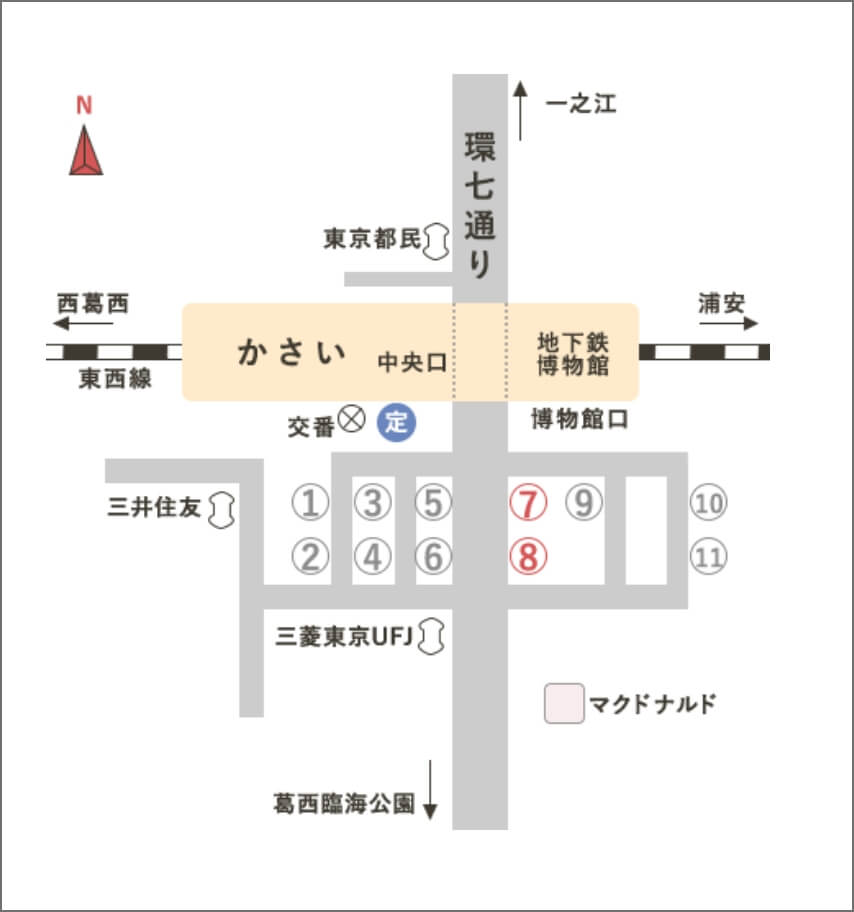 N
一之江
環七通り
東京都民
西葛西
浦安
かさい
中央口
地下鉄
博物館
東西線
交番
定
博物館口
三井住友
① ③ ⑤ ⑦ ⑨ ⑩
② ④ ⑥ ⑧ ⑪
三菱東京UFJ
マクドナルド
葛西臨海公園